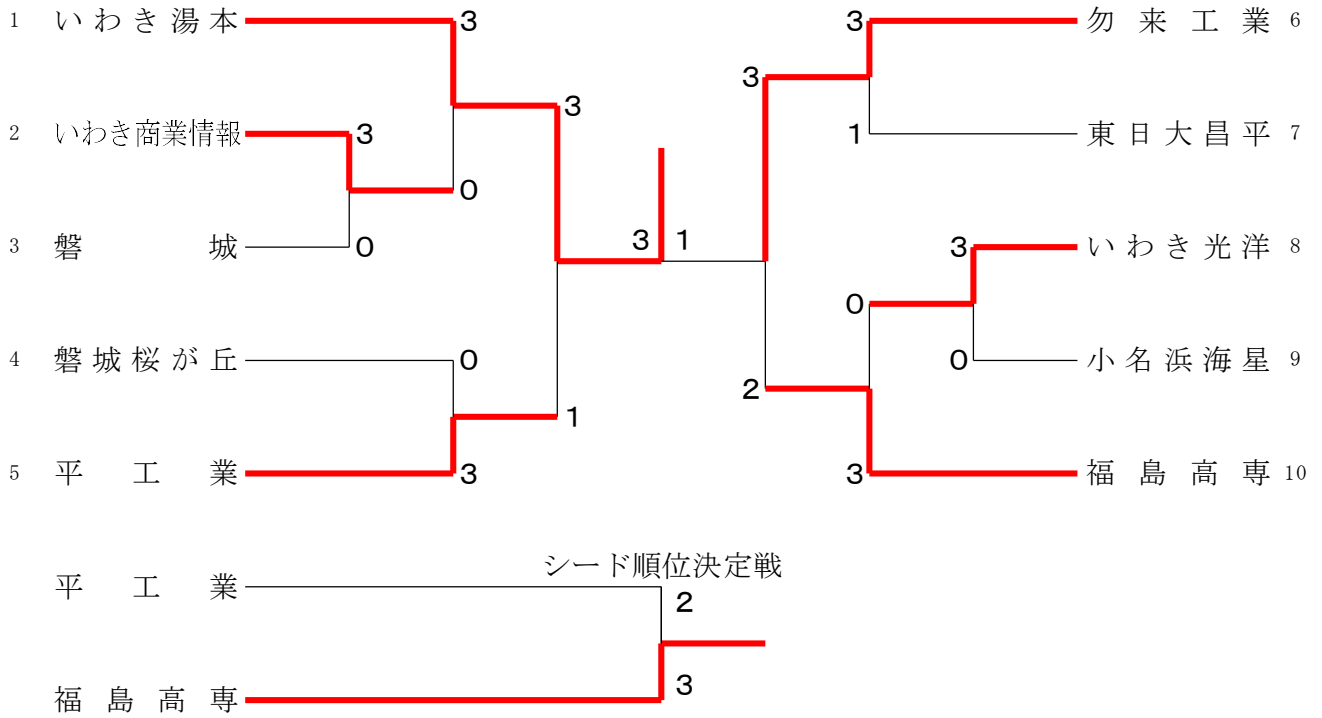 1 いわき湯本 3 3 勿来工業 6
3 3
2 いわき商業情報 3 1 東日大昌平 7
0
3 磐城 0 3 1 3 いわき光洋 8
0
4 磐城桜が丘 0 0 小名浜海星 9
1 2
5 平工業 3 3 福島高専 10
シード順位決定戦
平工業 2
福島高専 3